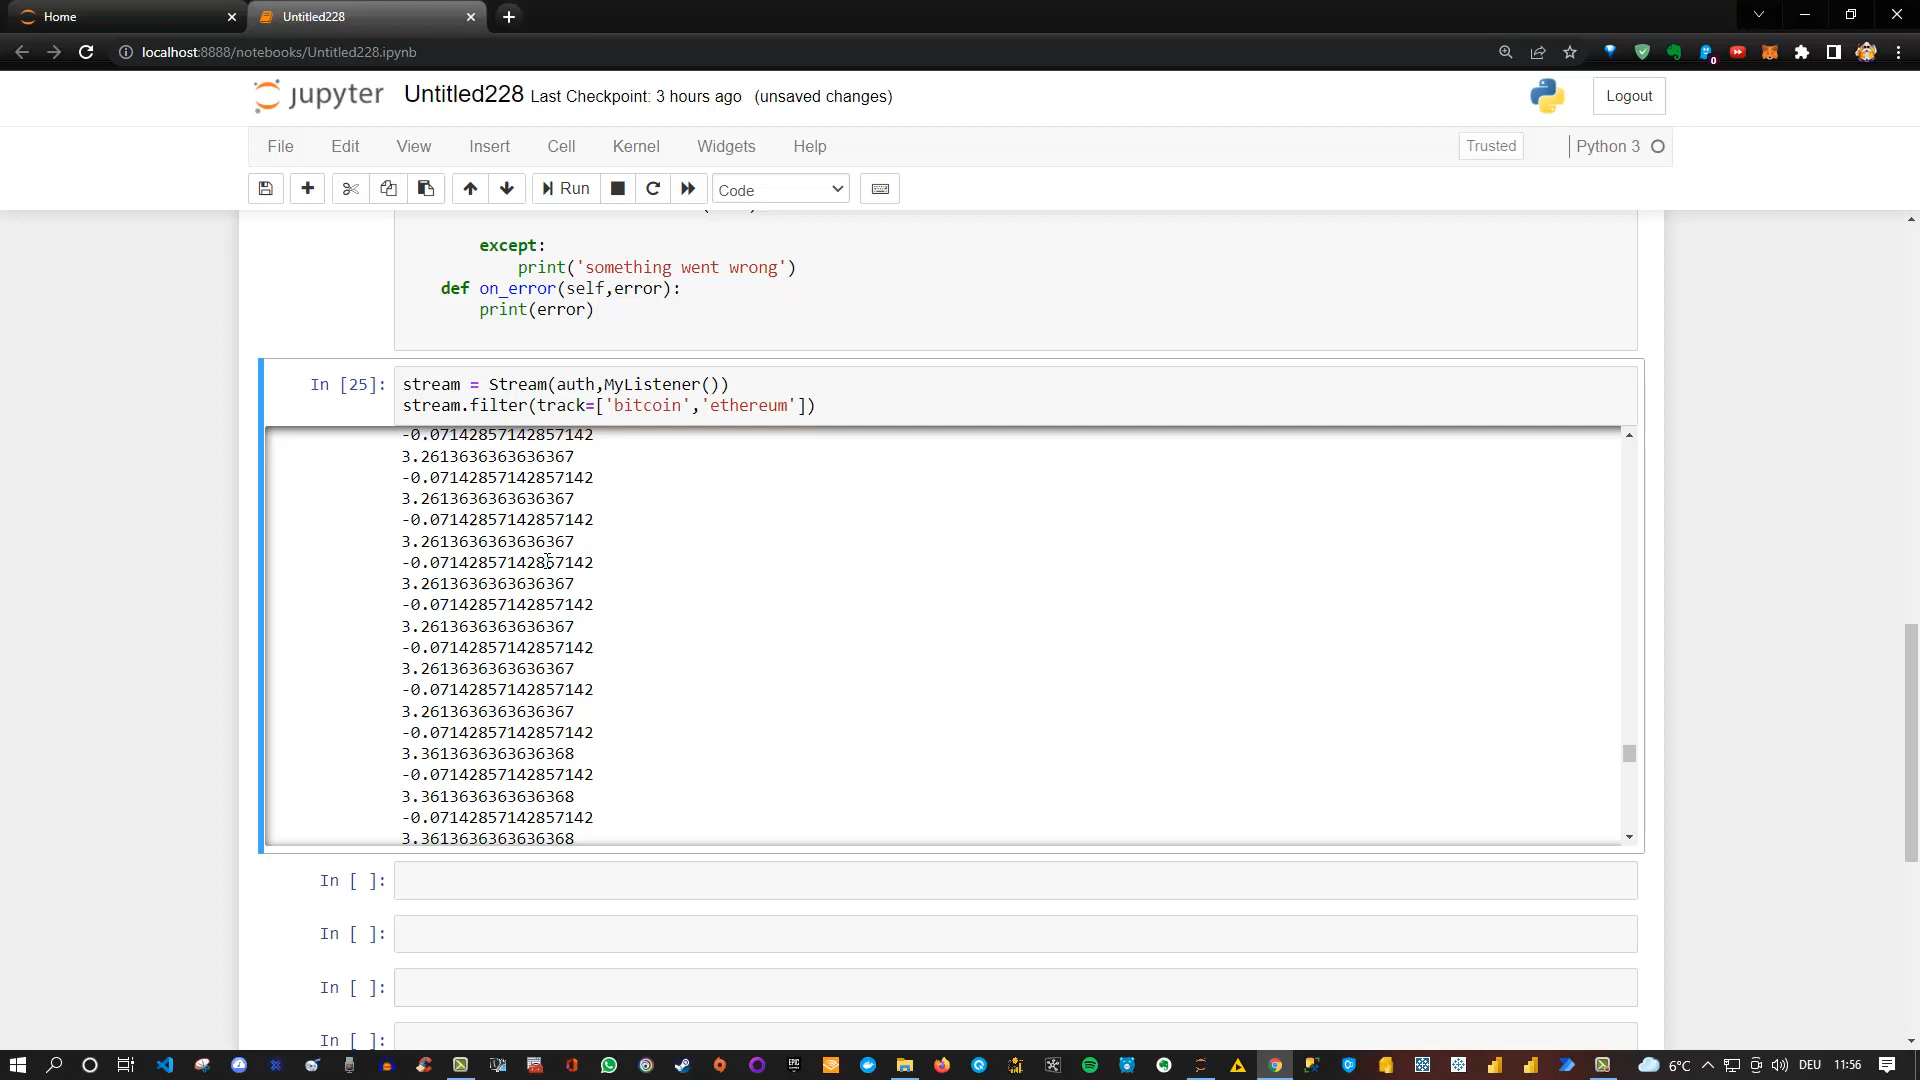 Home
Untitled228
localhost:8888/notebooks/Untitled228.ipynb
0
jupyter
Untitled228 Last Checkpoint: 3 hours ago (unsaved changes)
Logout
File Edit View Insert Cell Kernel Widgets Help
Trusted
Python 3
Run
Code
except:
print('something went wrong')
def on_error(self,error):
print(error)
In [25]:
stream = Stream(auth,MyListener())
stream.filter(track=['bitcoin','ethereum'])
-0.07142857142857142
3.2613636363636367
-0.07142857142857142
3.2613636363636367
-0.07142857142857142
3.2613636363636367
-0.07142857142857142
3.2613636363636367
-0.07142857142857142
3.2613636363636367
-0.07142857142857142
3.2613636363636367
-0.07142857142857142
3.2613636363636367
-0.07142857142857142
3.3613636363636368
-0.07142857142857142
3.3613636363636368
-0.07142857142857142
3.3613636363636368
In [ ]:
In [ ]:
In [ ]:
In [ ]:
EPIC
6°C
DEU
11:56